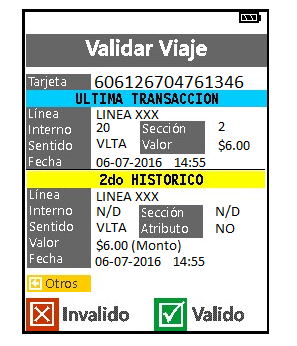 Validar Viaje
Tarjeta 606126704761346
ULTIMA TRANSACCION
Línea LINEA XXX
Interno 20 Sección 2
Sentido VLTA Valor $6.00
Fecha 06-07-2016 14:55
2do HISTORICO
Línea LINEA XXX
Interno N/D Sección N/D
Sentido VLTA Atributo NO
Valor $6.00 (Monto)
Fecha 06-07-2016 14:55
Otros
Invalido Valido